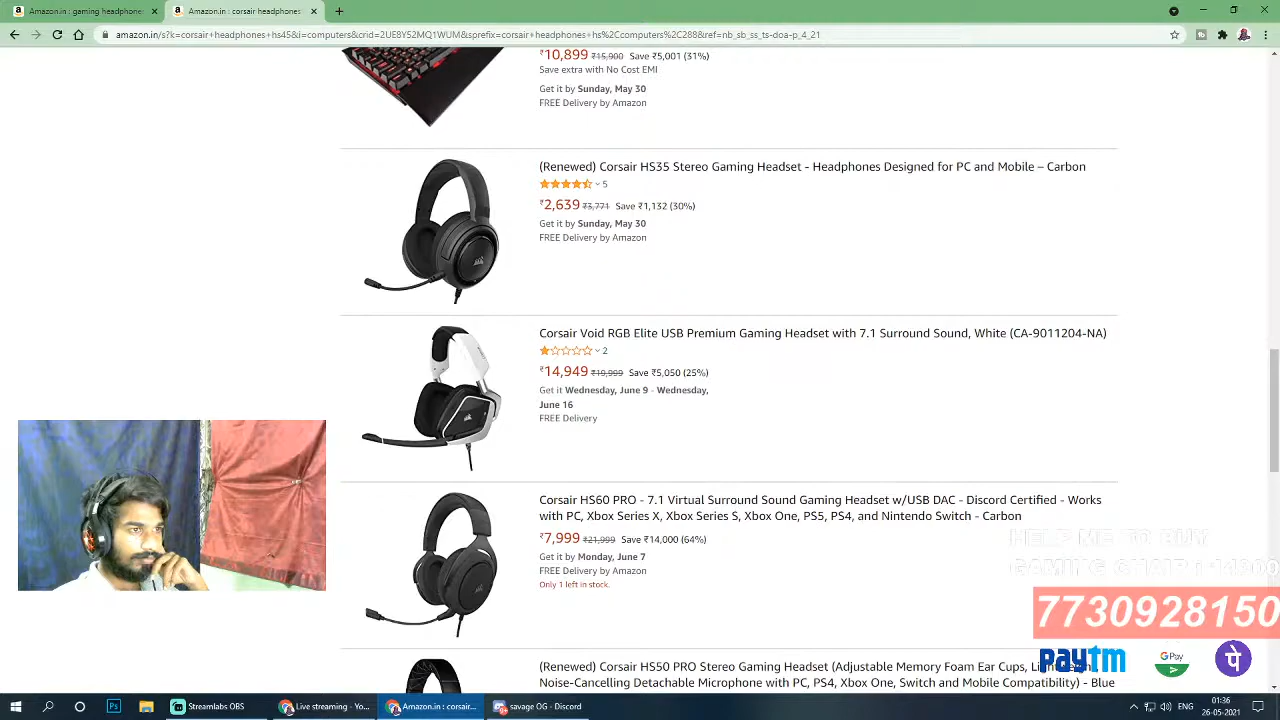 Amazon.in : gaming headphones
Amazon.in : corsair headphones
amazon.in/s?k=corsair+headphones+hs45&i=computers&crid=2UE8Y52MQ1WUM&sprefix=corsair+headphones+hs%2Ccomputers%2C288&ref=nb_sb_ss_ts-doa-p_4_21
₹10,899 ₹15,900 Save ₹5,001 (31%)
Save extra with No Cost EMI
Get it by Sunday, May 30
FREE Delivery by Amazon
(Renewed) Corsair HS35 Stereo Gaming Headset - Headphones Designed for PC and Mobile – Carbon
5
₹2,639 ₹3,771 Save ₹1,132 (30%)
Get it by Sunday, May 30
FREE Delivery by Amazon
Corsair Void RGB Elite USB Premium Gaming Headset with 7.1 Surround Sound, White (CA-9011204-NA)
2
₹14,949 ₹19,999 Save ₹5,050 (25%)
Get it Wednesday, June 9 - Wednesday,
June 16
FREE Delivery
Corsair HS60 PRO - 7.1 Virtual Surround Sound Gaming Headset w/USB DAC - Discord Certified - Works
with PC, Xbox Series X, Xbox Series S, Xbox One, PS5, PS4, and Nintendo Switch - Carbon
₹7,999 ₹21,999 Save ₹14,000 (64%)
Get it by Monday, June 7
FREE Delivery by Amazon
Only 1 left in stock.
HELP ME TO BUY
GAMING CHAIR
7730928150
paytm
G Pay
पे
(Renewed) Corsair HS50 PRO Stereo Gaming Headset (Adjustable Memory Foam Ear Cups,
Noise-Cancelling Detachable Microphone with PC, PS4, Xbox One, Switch and Mobile Compatibility) - Blue
Ps
Streamlabs OBS
Live streaming - Yo...
Amazon.in : corsair...
savage OG - Discord
ENG
01:36
26-05-2021